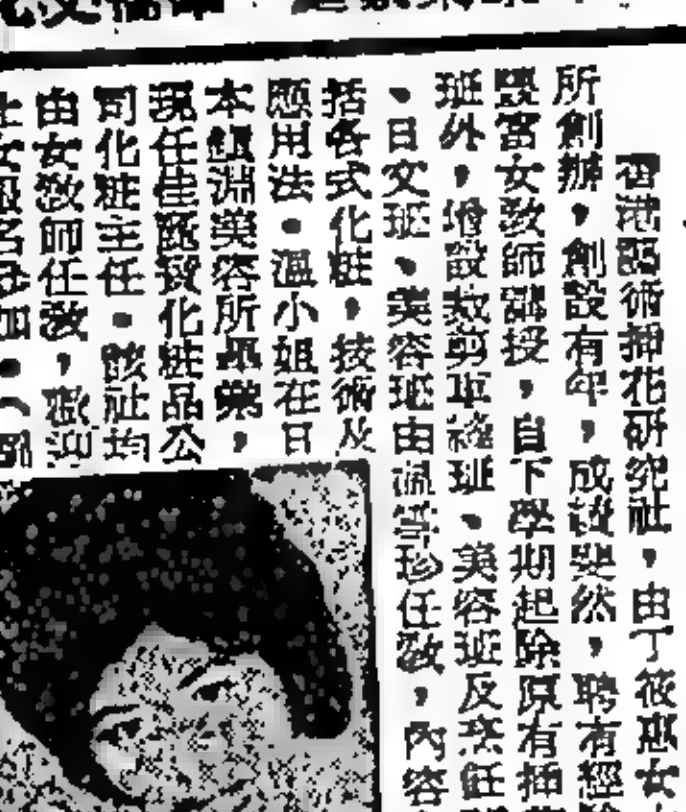 香港藝術插花研究社，由丁筱惠女
所創辦，創設有年，成績斐然，聘有經
驗富女教師講授，自下學期起除原有插
班外，增設裁剪車縫班、美容班及烹飪
、日文班、美容班由溫 珍任教，內容
括各式化粧，技術及
應用法。溫小姐在日
本 淵美容所畢業，
現任佳麗寶化粧品公
司化粧主任。該社均
由女教師任教，歡迎
士女報名參加。